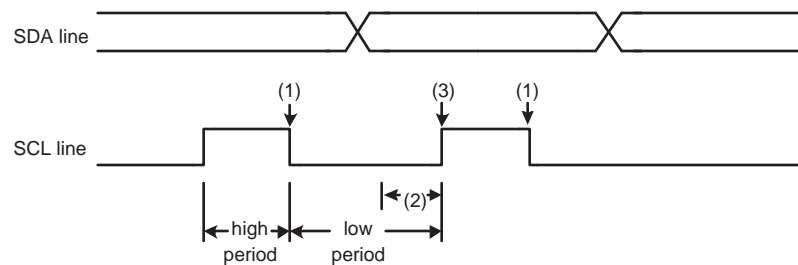 SDA line
(1)
(3)
(1)
SCL line
(2)
high
period
low
period